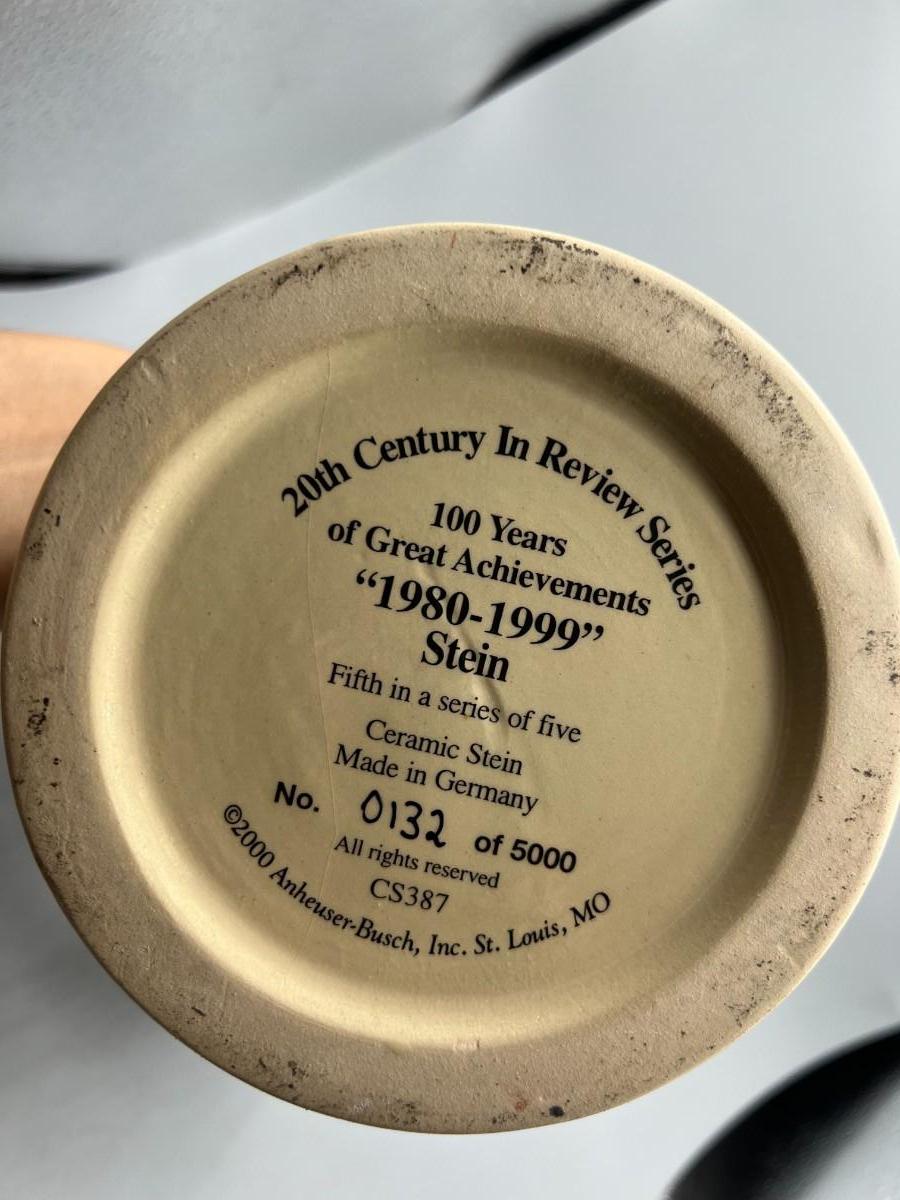 20th Century In Review Series
100 Years
of Great Achievements
“1980-1999”
Stein
Fifth in a series of five
Ceramic Stein
Made in Germany
No. 0132 of 5000
All rights reserved
CS387
©2000 Anheuser-Busch, Inc. St. Louis, MO